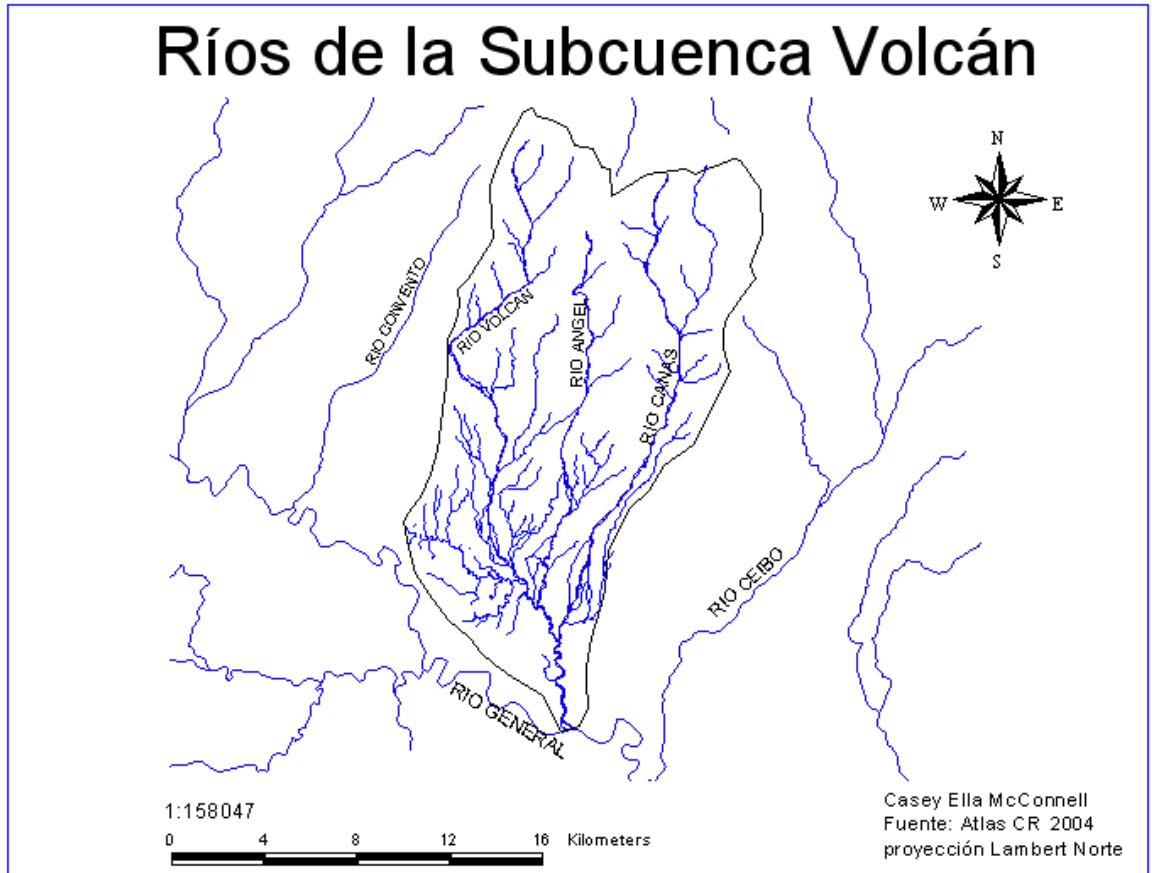 Ríos de la Subcuenca Volcán
N
W E
S
RIO CONVENTO
RIO VOLCAN
RIO ANGEL
RIO CANAS
RIO CEIBO
RIO GENERAL
1:158047
0 4 8 12 16 Kilometers
Casey Ella McConnell
Fuente: Atlas CR 2004
proyección Lambert Norte